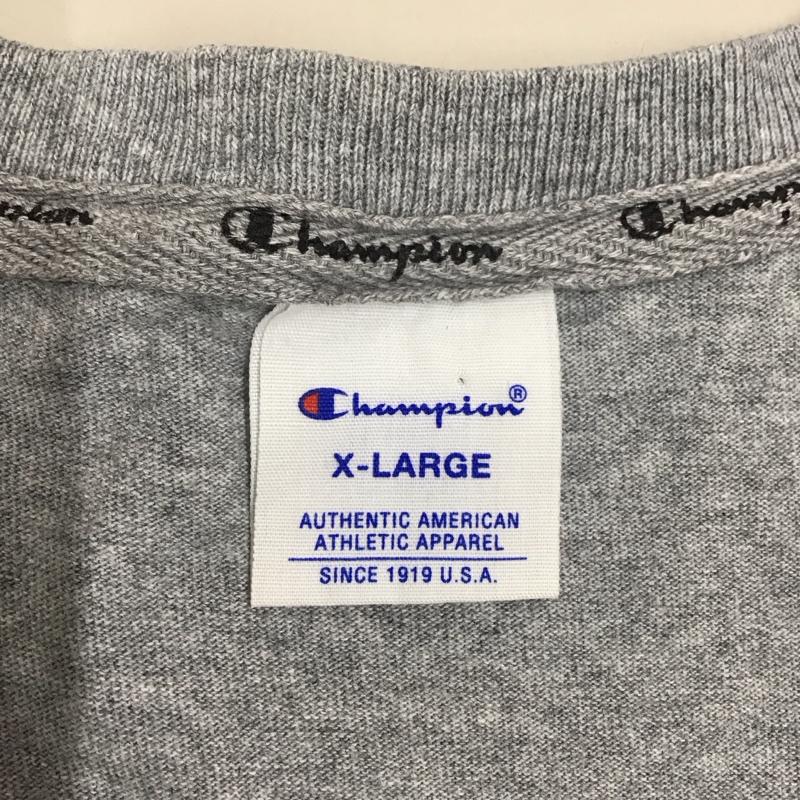 Champion
Champion
Champion
Champion®
X-LARGE
AUTHENTIC AMERICAN
ATHLETIC APPAREL
SINCE 1919 U.S.A.